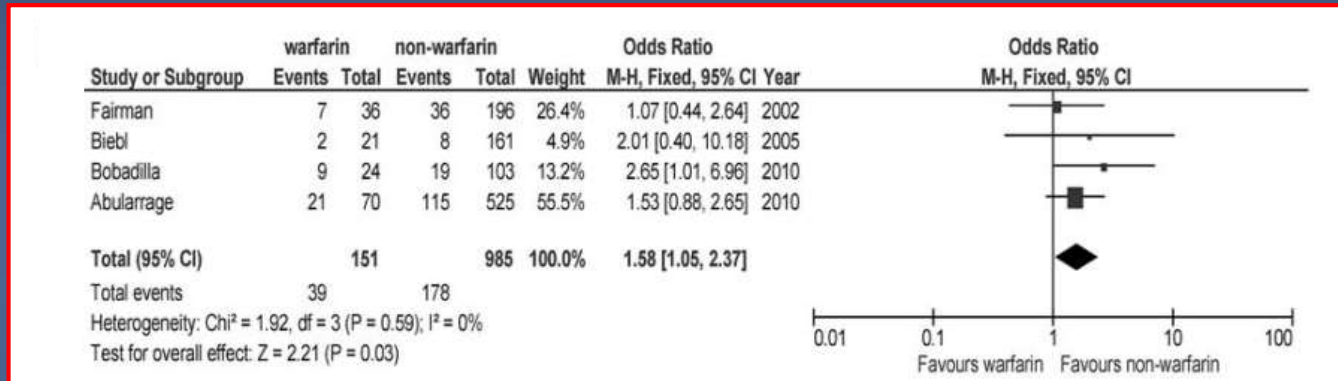 warfarin non-warfarin Odds Ratio Odds Ratio
Study or Subgroup Events Total Events Total Weight M-H, Fixed, 95% CI Year M-H, Fixed, 95% CI
Fairman 7 36 36 196 26.4% 1.07 [0.44, 2.64] 2002
Biebl 2 21 8 161 4.9% 2.01 [0.40, 10.18] 2005
Bobadilla 9 24 19 103 13.2% 2.65 [1.01, 6.96] 2010
Abularrage 21 70 115 525 55.5% 1.53 [0.88, 2.65] 2010
Total (95% CI) 151 985 100.0% 1.58 [1.05, 2.37]
Total events 39 178
Heterogeneity: Chi² = 1.92, df = 3 (P = 0.59); I² = 0%
Test for overall effect: Z = 2.21 (P = 0.03)
0.01 0.1 1 10 100
Favours warfarin Favours non-warfarin